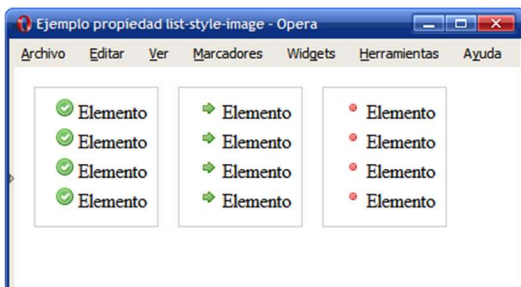 Ejemplo propiedad list-style-image - Opera
Archivo Editar Ver Marcadores Widgets Herramientas Ayuda
Elemento Elemento Elemento
Elemento Elemento Elemento
Elemento Elemento Elemento
Elemento Elemento Elemento